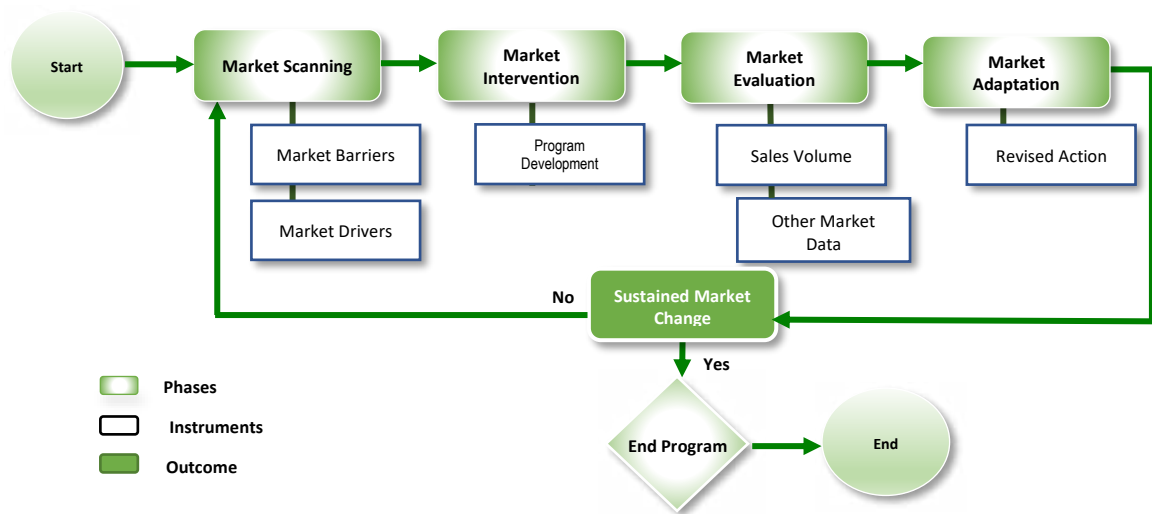 Start
Market Scanning
Market
Intervention
Market
Evaluation
Market
Adaptation
Market Barriers
Market Drivers
Program
Development
Sales Volume
Other Market
Data
Revised Action
No
Sustained Market
Change
Yes
End Program
End
Phases
Instruments
Outcome